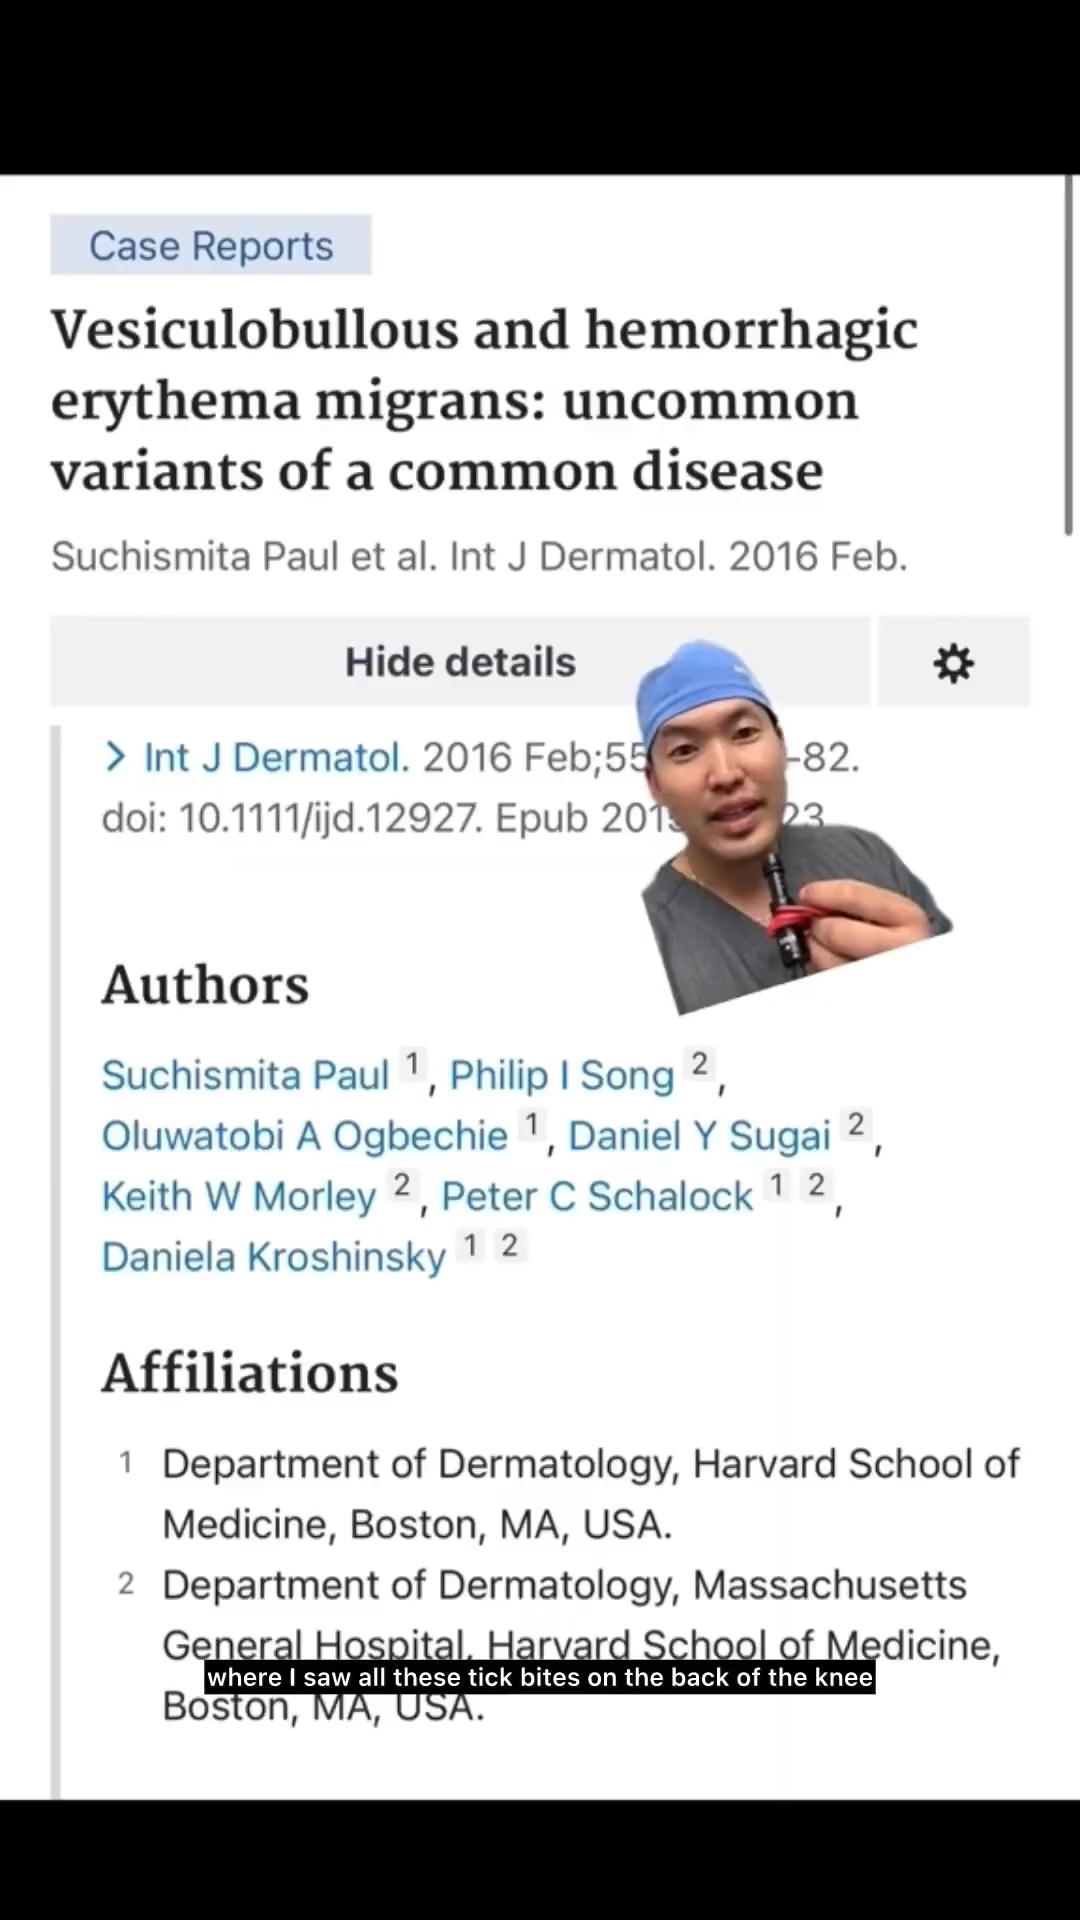 Case Reports
Vesiculobullous and hemorrhagic
erythema migrans: uncommon
variants of a common disease
Suchismita Paul et al. Int J Dermatol. 2016 Feb.
Hide details
Int J Dermatol. 2016 Feb;55 -82.
doi: 10.1111/ijd.12927. Epub 23
Authors
Suchismita Paul 1, Philip I Song 2,
Oluwatobi A Ogbechie 1, Daniel Y Sugai 2,
Keith W Morley 2, Peter C Schalock 1 2,
Daniela Kroshinsky 1 2
Affiliations
1 Department of Dermatology, Harvard School of
Medicine, Boston, MA, USA.
2 Department of Dermatology, Massachusetts
General Hospital, Harvard School of Medicine,
where I saw all these tick bites on the back of the knee
Boston, MA, USA.